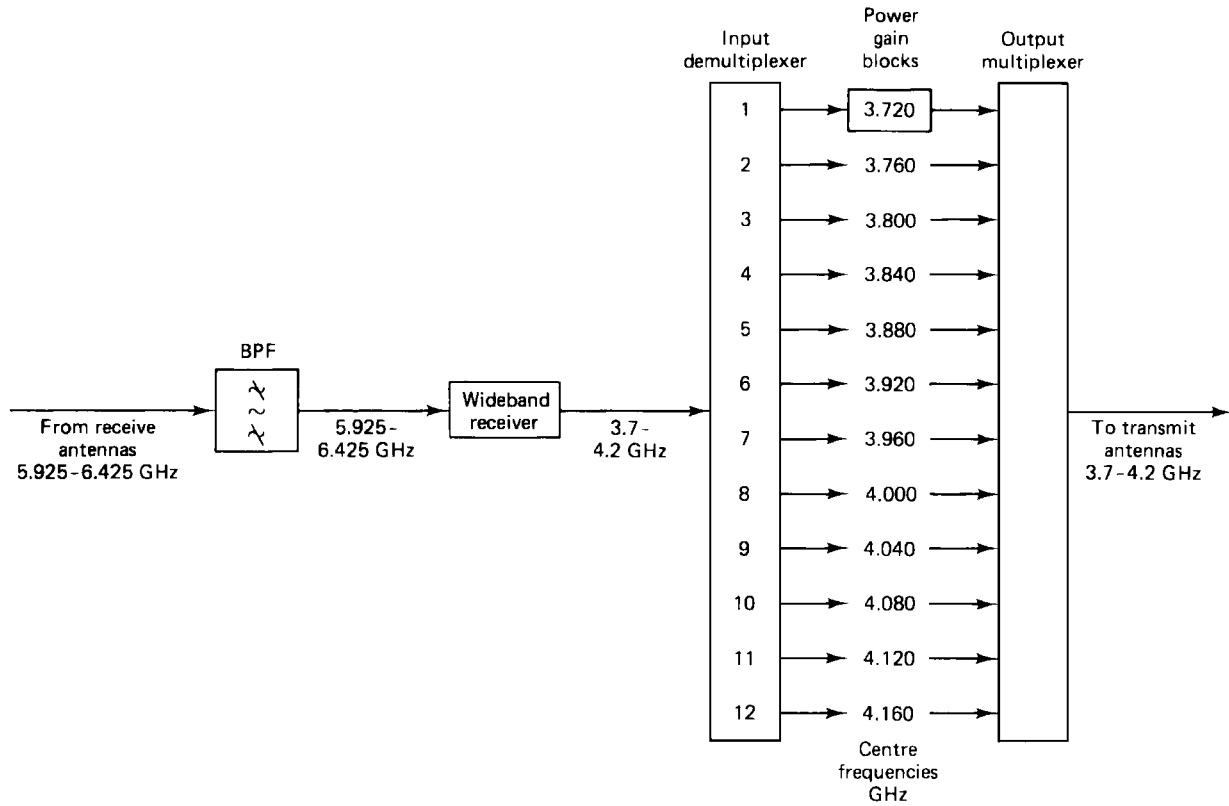 Power
gain
blocks
Input
demultiplexer
Output
multiplexer
1
3.720
2
3.760
3
3.800
4
3.840
5
3.880
6
3.920
7
3.960
8
4.000
9
4.040
10
4.080
11
4.120
12
4.160
BPF
From receive
antennas
5.925-6.425 GHz
5.925-
6.425 GHz
Wideband
receiver
3.7-
4.2 GHz
To transmit
antennas
3.7-4.2 GHz
Centre
frequencies
GHz